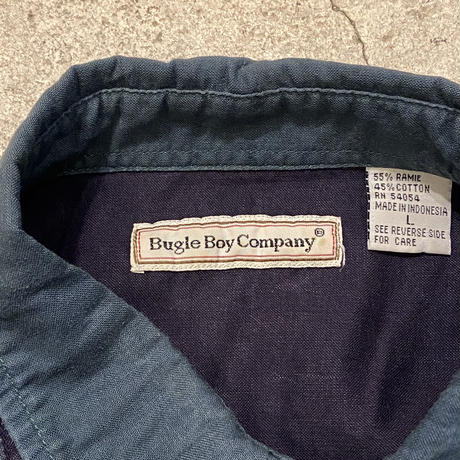 Bugle Boy Company®
55% RAMIE
45% COTTON
RN 54054
MADE IN INDONESIA
L
SEE REVERSE SIDE
FOR CARE